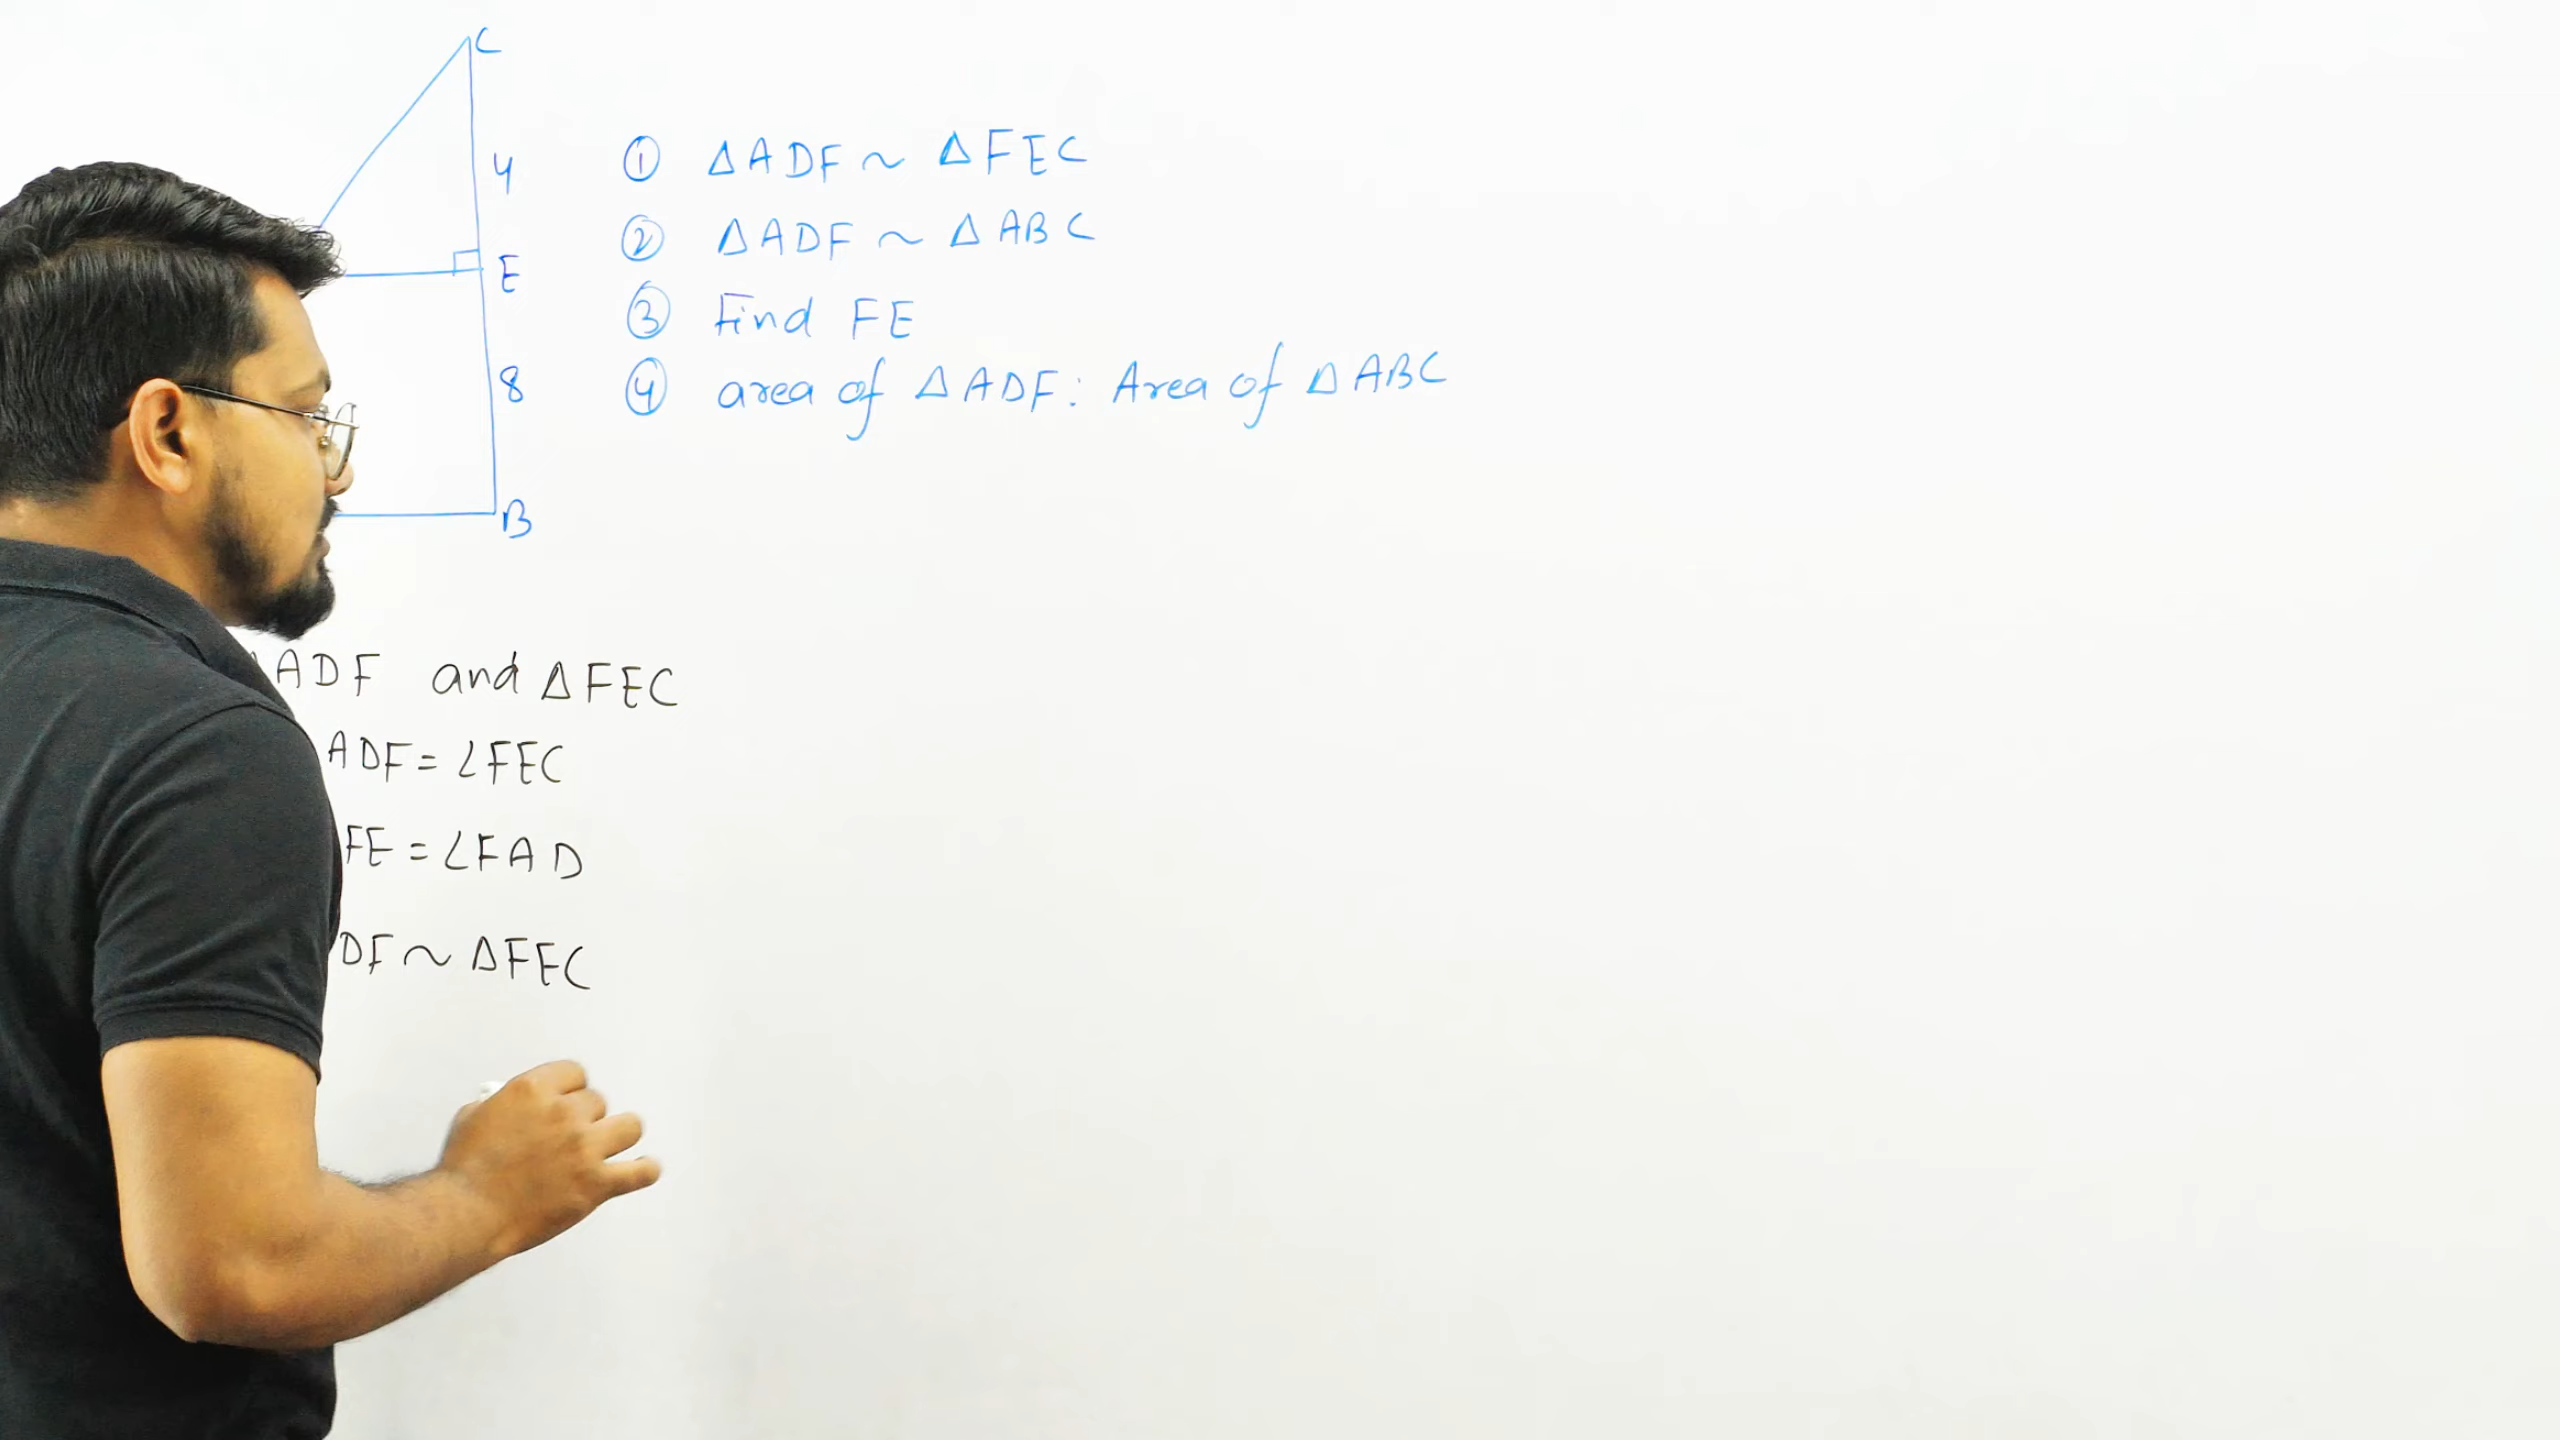 C
4
① ΔADF ~ ΔFEC
② ΔADF ~ ΔABC
E
③ Find FE
8
④ area of ΔADF : Area of ΔABC
B
ADF and ΔFEC
ADF = ∠FEC
FE = ∠FAD
DF ~ ΔFEC